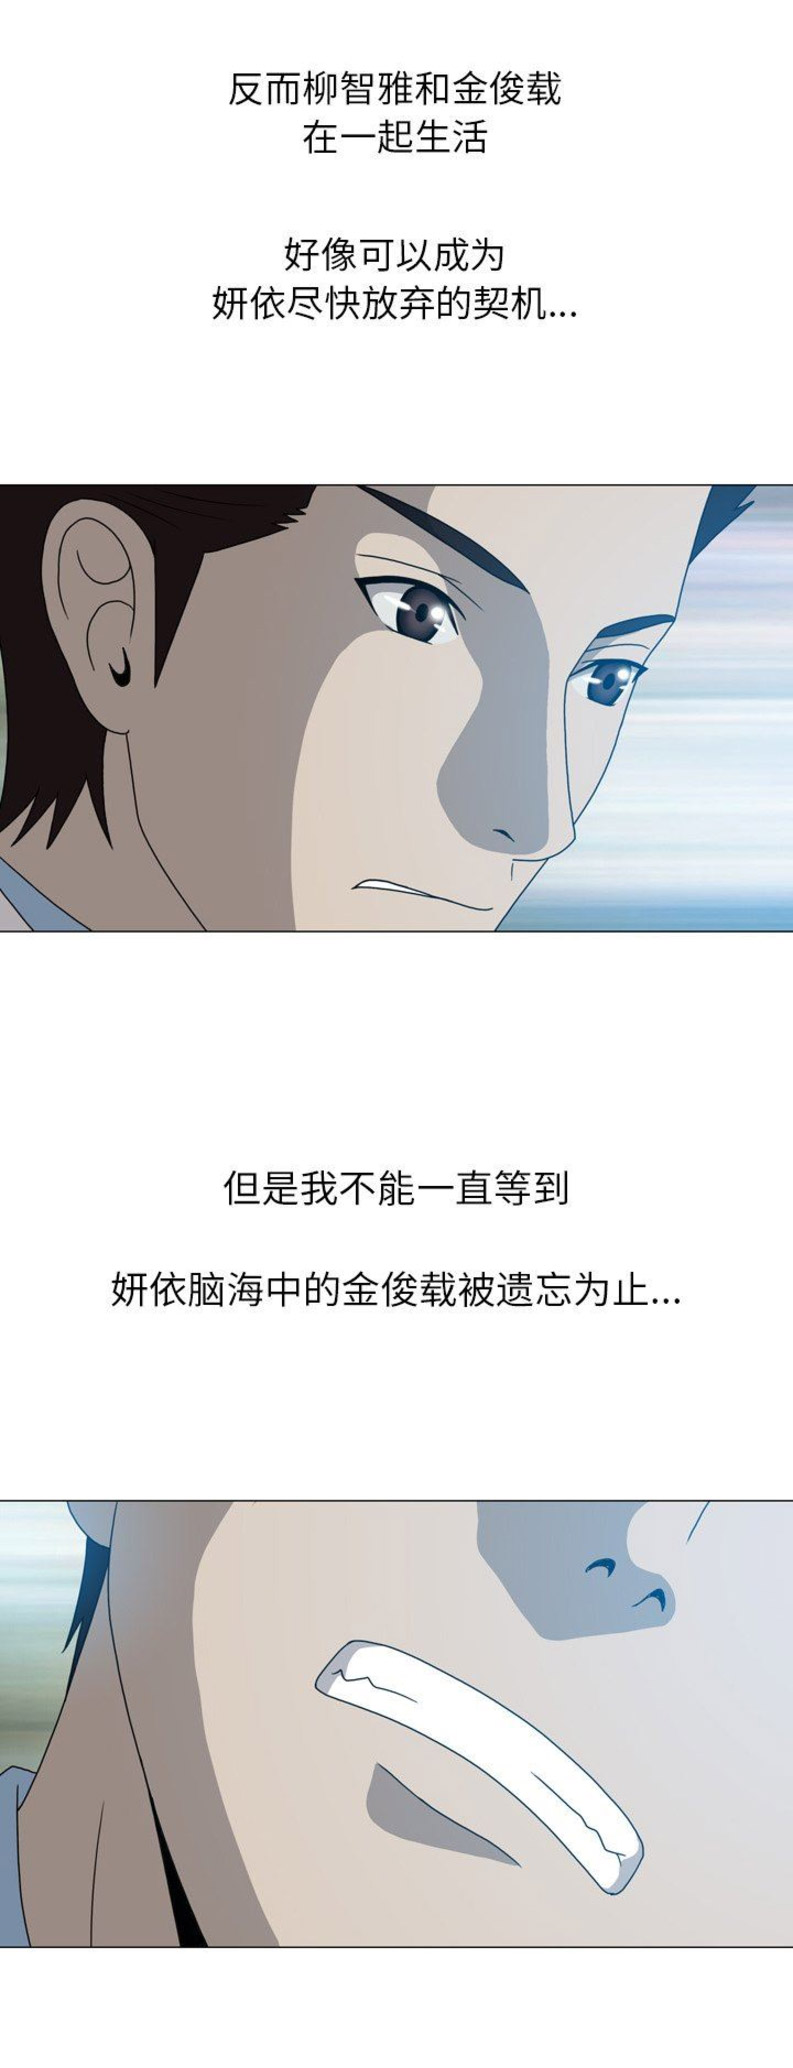 反而柳智雅和金俊载
在一起生活
好像可以成为
妍依尽快放弃的契机...
但是我不能一直等到
妍依脑海中的金俊载被遗忘为止...